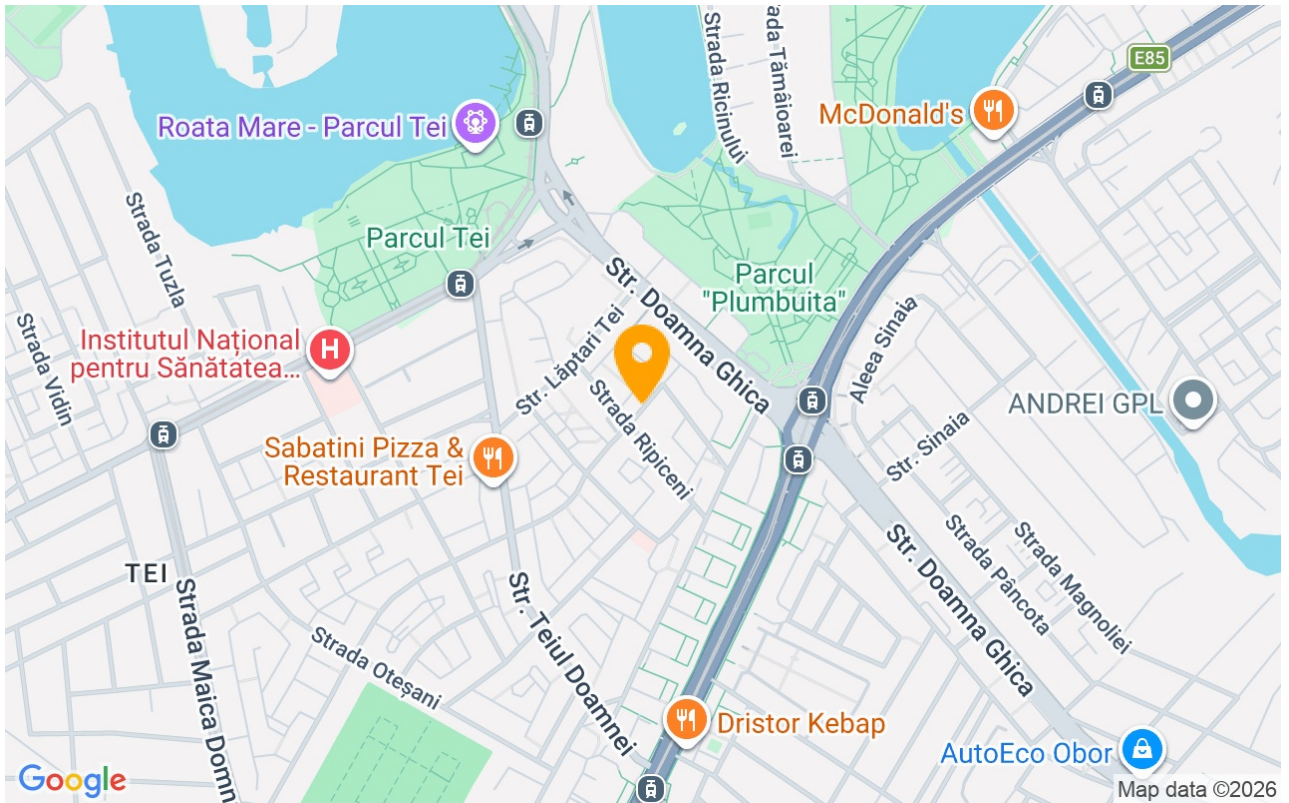 E85
Strada Ricinului
ada Tămâioarei
McDonald's
Roata Mare - Parcul Tei
Strada Tuzla
Parcul Tei
Str. Doamna Ghica
Parcul
"Plumbuita"
Aleea Sinaia
Strada Vidin
Institutul Național
pentru Sănătatea...
H
Str. Lăptari Tei
Strada Ripiceni
ANDREI GPL
Str. Sinaia
Sabatini Pizza &
Restaurant Tei
Strada Pâncota
Strada Magnoliei
TEI
Strada Maica Domn
Str. Teiul Doamnei
Str. Doamna Ghica
Strada Oteșani
Dristor Kebap
AutoEco Obor
Google
Map data ©2026